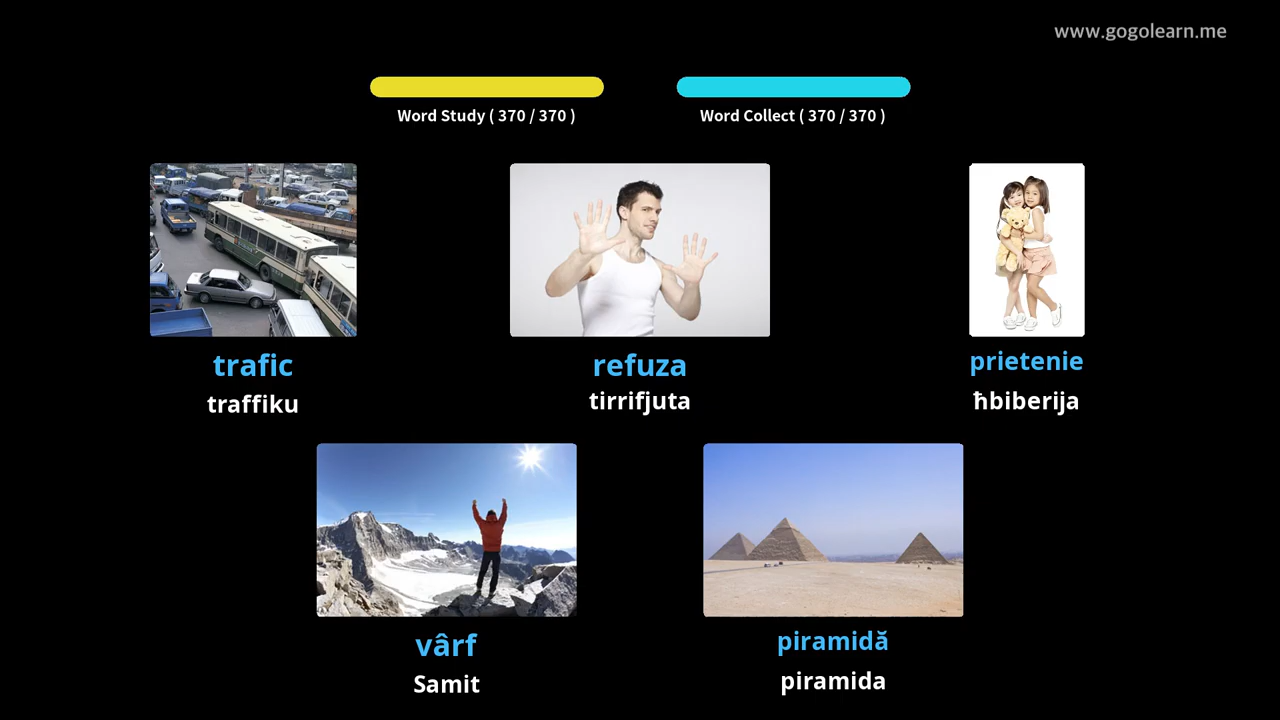 www.gogolearn.me
Word Study ( 370 / 370 )
Word Collect ( 370 / 370 )
trafic
traffiku
refuza
tirrifjuta
prietenie
ħbiberija
vârf
Samit
piramidă
piramida